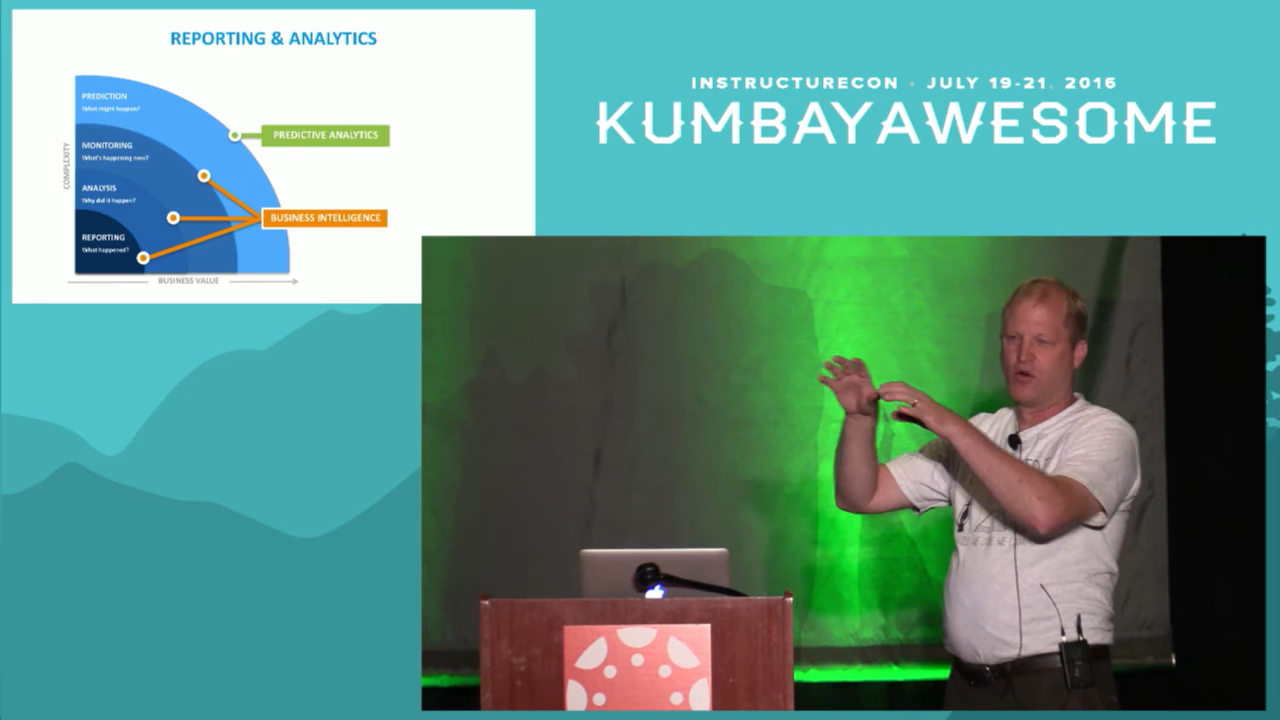 REPORTING & ANALYTICS
PREDICTION
What might happen?
PREDICTIVE ANALYTICS
MONITORING
What's happening now?
COMPLEXITY
ANALYSIS
Why did it happen?
BUSINESS INTELLIGENCE
REPORTING
What happened?
BUSINESS VALUE
INSTRUCTURECON • JULY 19-21, 2016
KUMBAYAWESOME